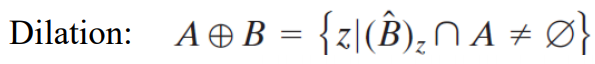 Dilation: A ⊕ B = {z|(B̂)_z ∩ A ≠ ∅}